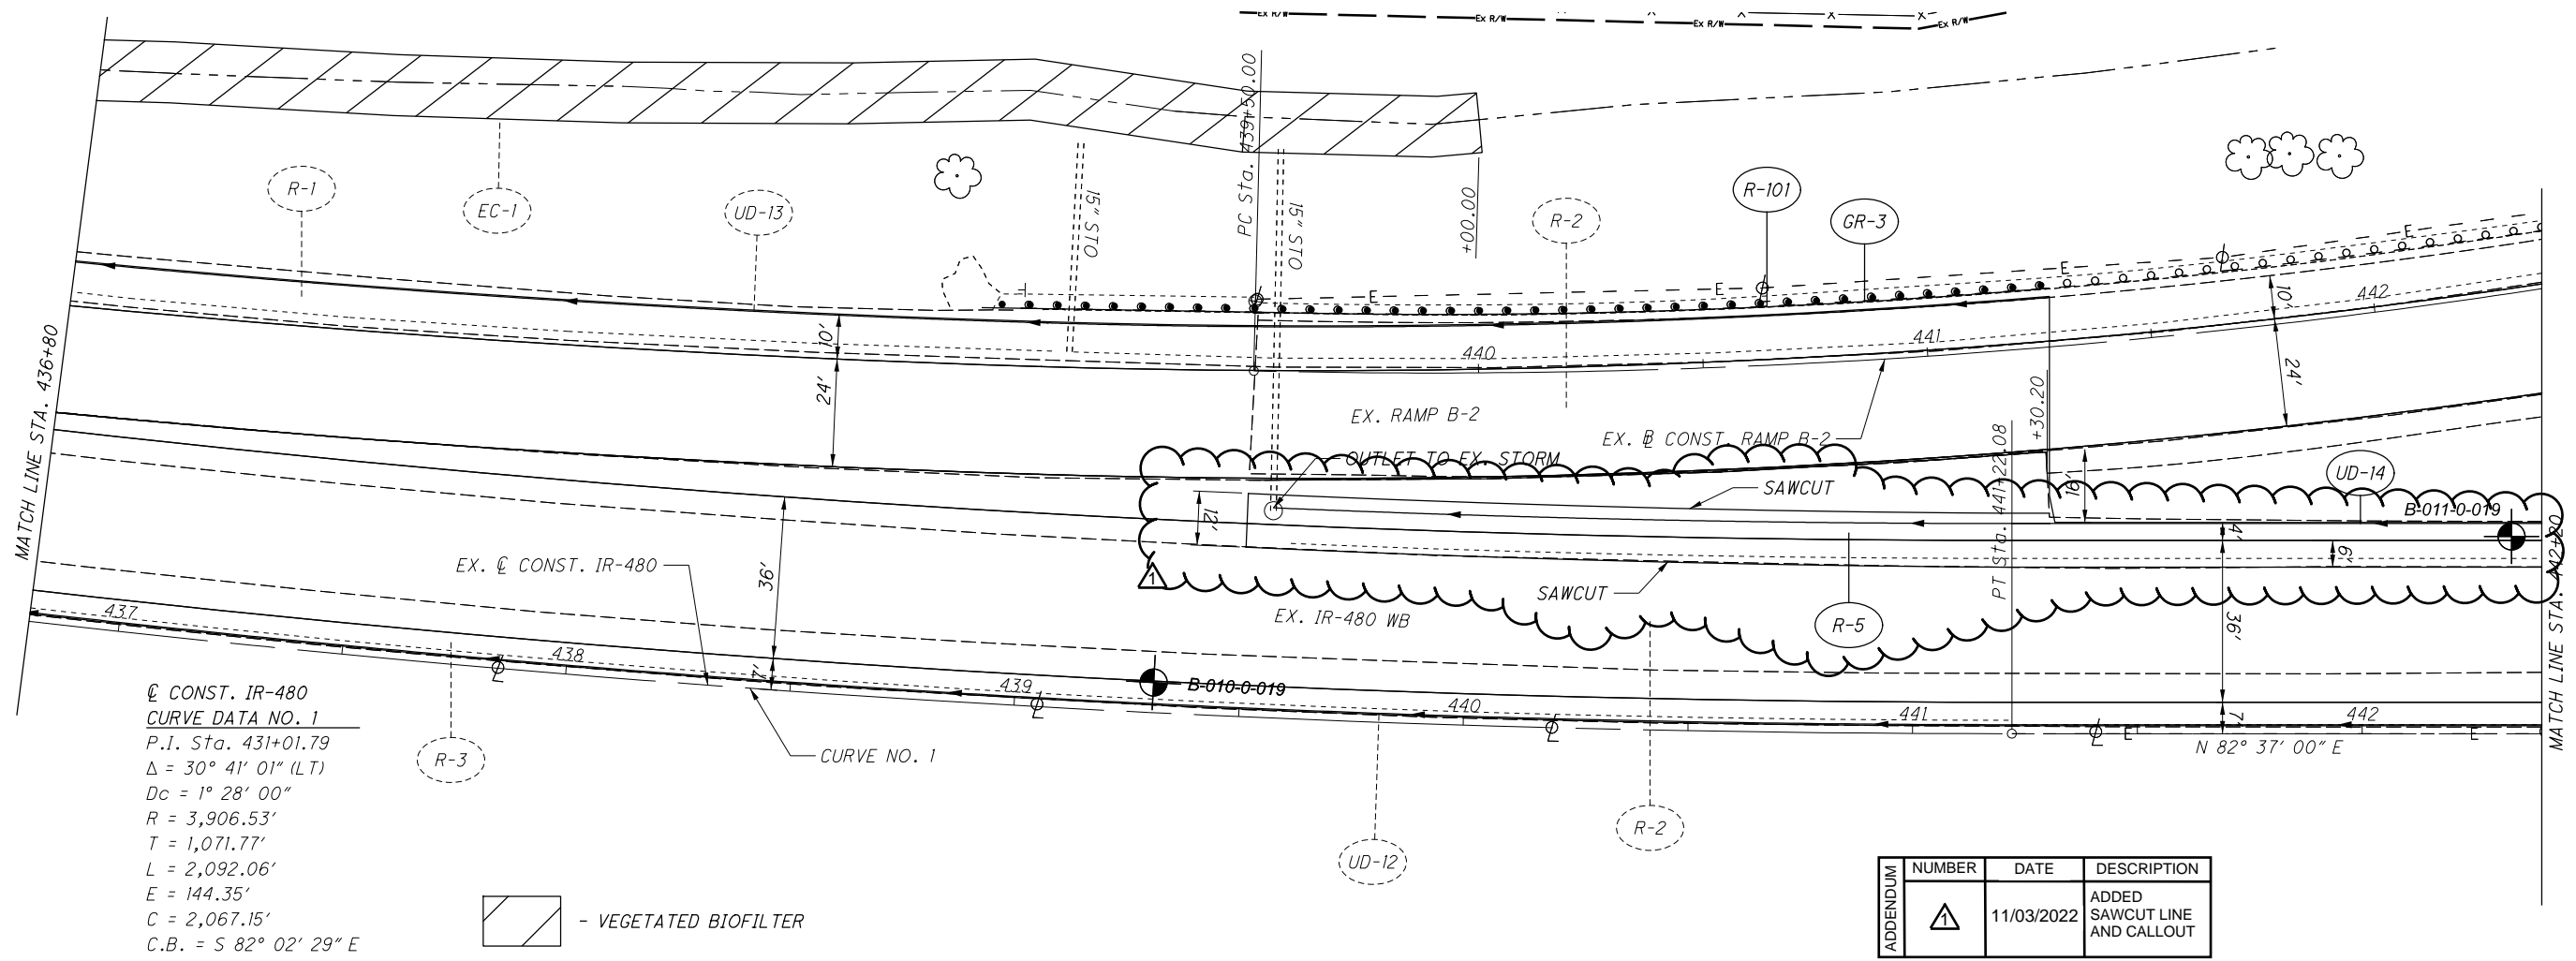 Ex R/W
Ex R/W
Ex R/W
Ex R/W
X
X
X
X
MATCH LINE STA. 436+80
R-1
EC-1
UD-13
15" STO
PC Sta. 439+50.00
15" STO
+00.00
R-2
R-101
GR-3
E
E
E
E
10'
24'
440
441
442
10'
24'
EX. RAMP B-2
EX. ℄ CONST. RAMP B-2
+30.20
OUTLET TO EX. STORM
SAWCUT
PT Sta. 441+22.08
16'
UD-14
B-011-0-019
12'
4'
6'
EX. ℄ CONST. IR-480
36'
1
SAWCUT
EX. IR-480 WB
R-5
36'
MATCH LINE STA. 442+20
437
438
439
440
441
442
7'
7'
B-010-0-019
E
E
N 82° 37' 00" E
CURVE NO. 1
R-3
UD-12
R-2
℄ CONST. IR-480
CURVE DATA NO. 1
P.I. Sta. 431+01.79
Δ = 30° 41' 01" (LT)
Dc = 1° 28' 00"
R = 3,906.53'
T = 1,071.77'
L = 2,092.06'
E = 144.35'
C = 2,067.15'
C.B. = S 82° 02' 29" E
- VEGETATED BIOFILTER
ADDENDUM
NUMBER DATE DESCRIPTION
1 11/03/2022 ADDED
SAWCUT LINE
AND CALLOUT